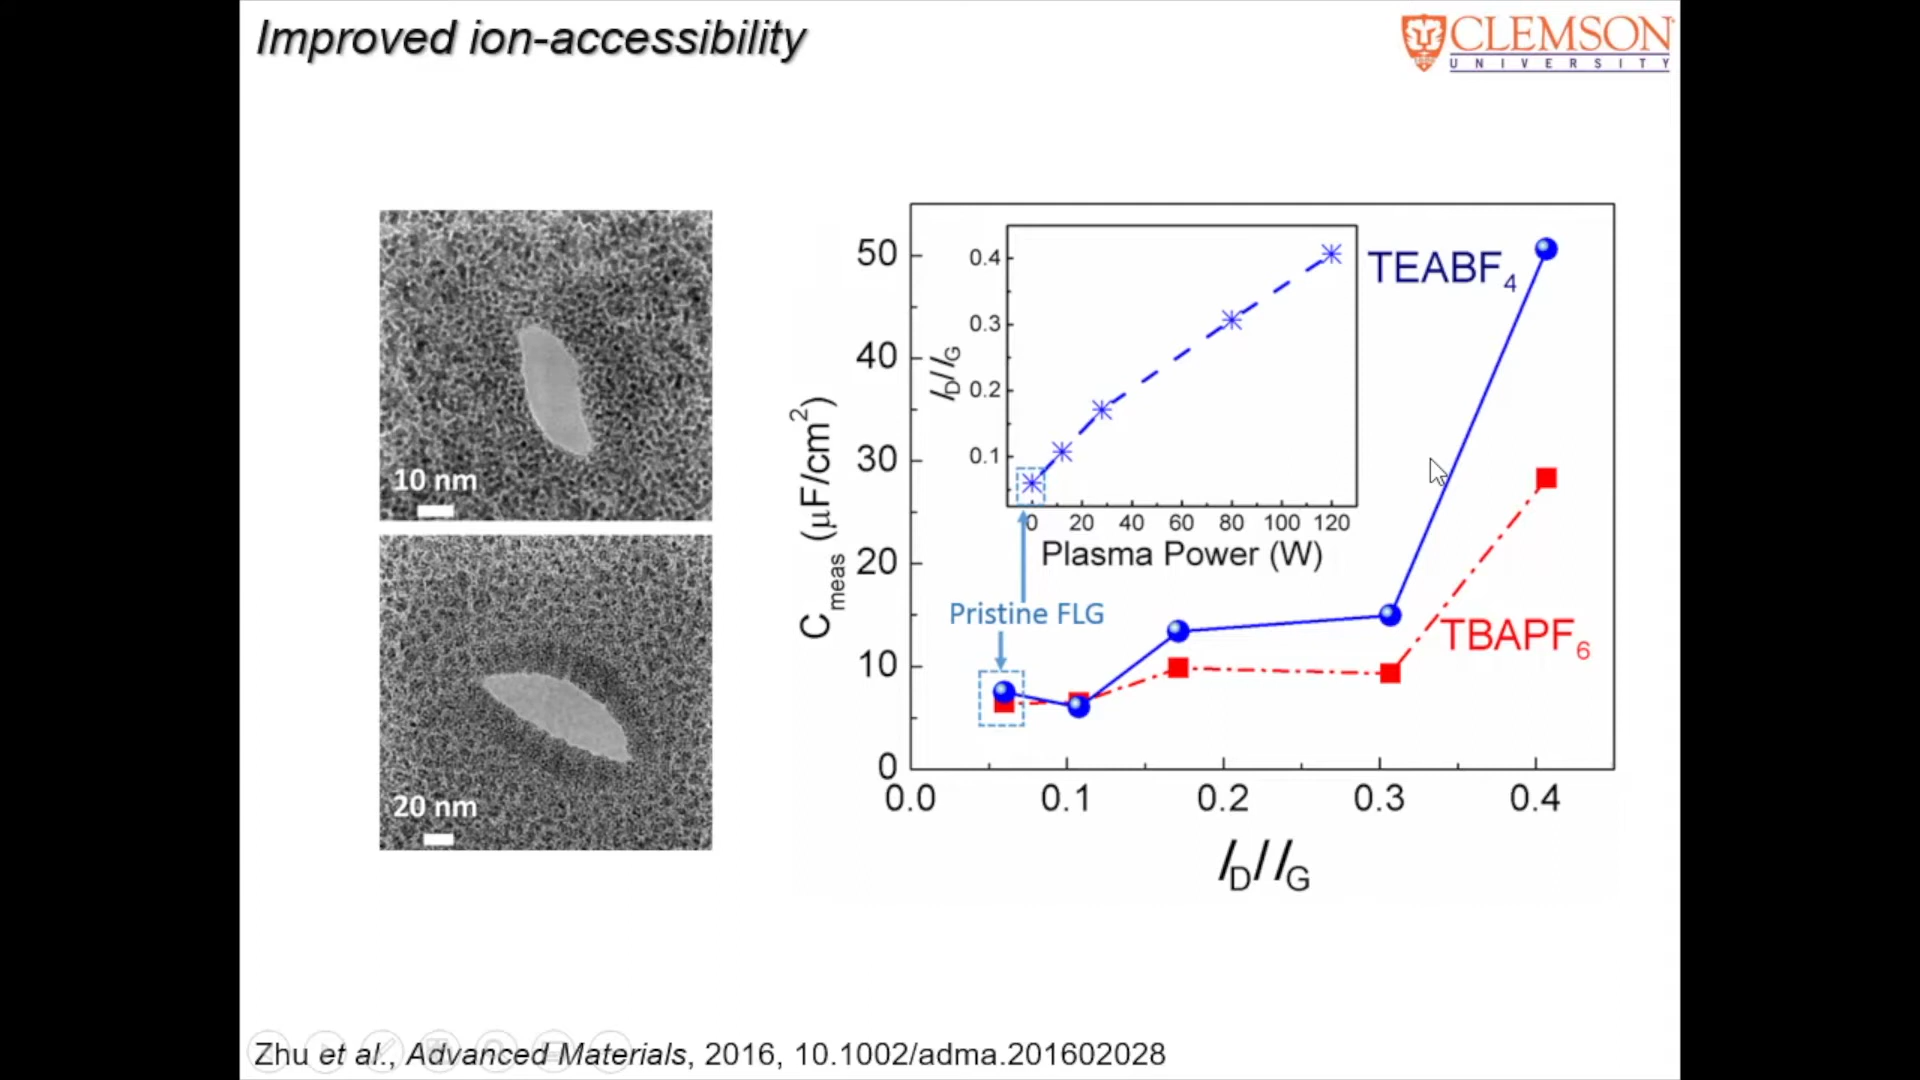 Improved ion-accessibility
CLEMSON
UNIVERSITY
10 nm
20 nm
C_meas (μF/cm²)
50
40
30
20
10
0
0.0 0.1 0.2 0.3 0.4
I_D/I_G
TEABF₄
TBAPF₆
Pristine FLG
I_D/I_G
0.4
0.3
0.2
0.1
0 20 40 60 80 100 120
Plasma Power (W)
Zhu et al., Advanced Materials, 2016, 10.1002/adma.201602028